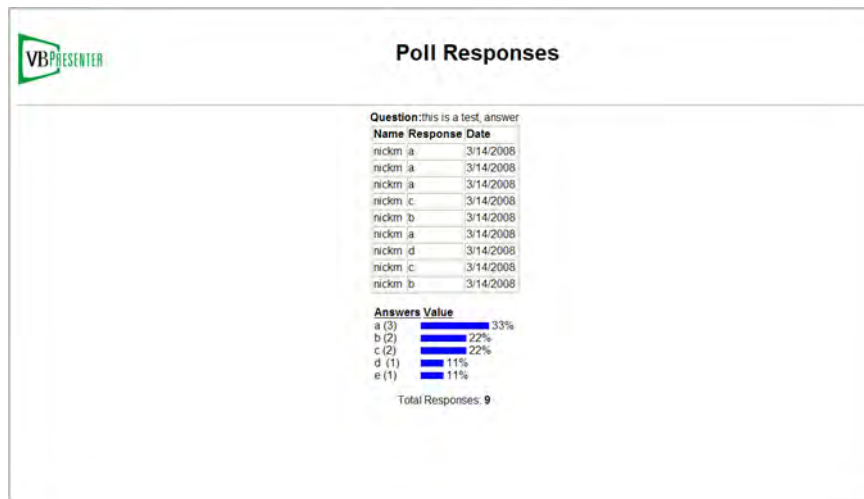 VBPRESENTER
Poll Responses
Question:this is a test, answer
Name Response Date
nickm a 3/14/2008
nickm a 3/14/2008
nickm a 3/14/2008
nickm c 3/14/2008
nickm b 3/14/2008
nickm a 3/14/2008
nickm d 3/14/2008
nickm c 3/14/2008
nickm b 3/14/2008
Answers Value
a (3) 33%
b (2) 22%
c (2) 22%
d (1) 11%
e (1) 11%
Total Responses: 9